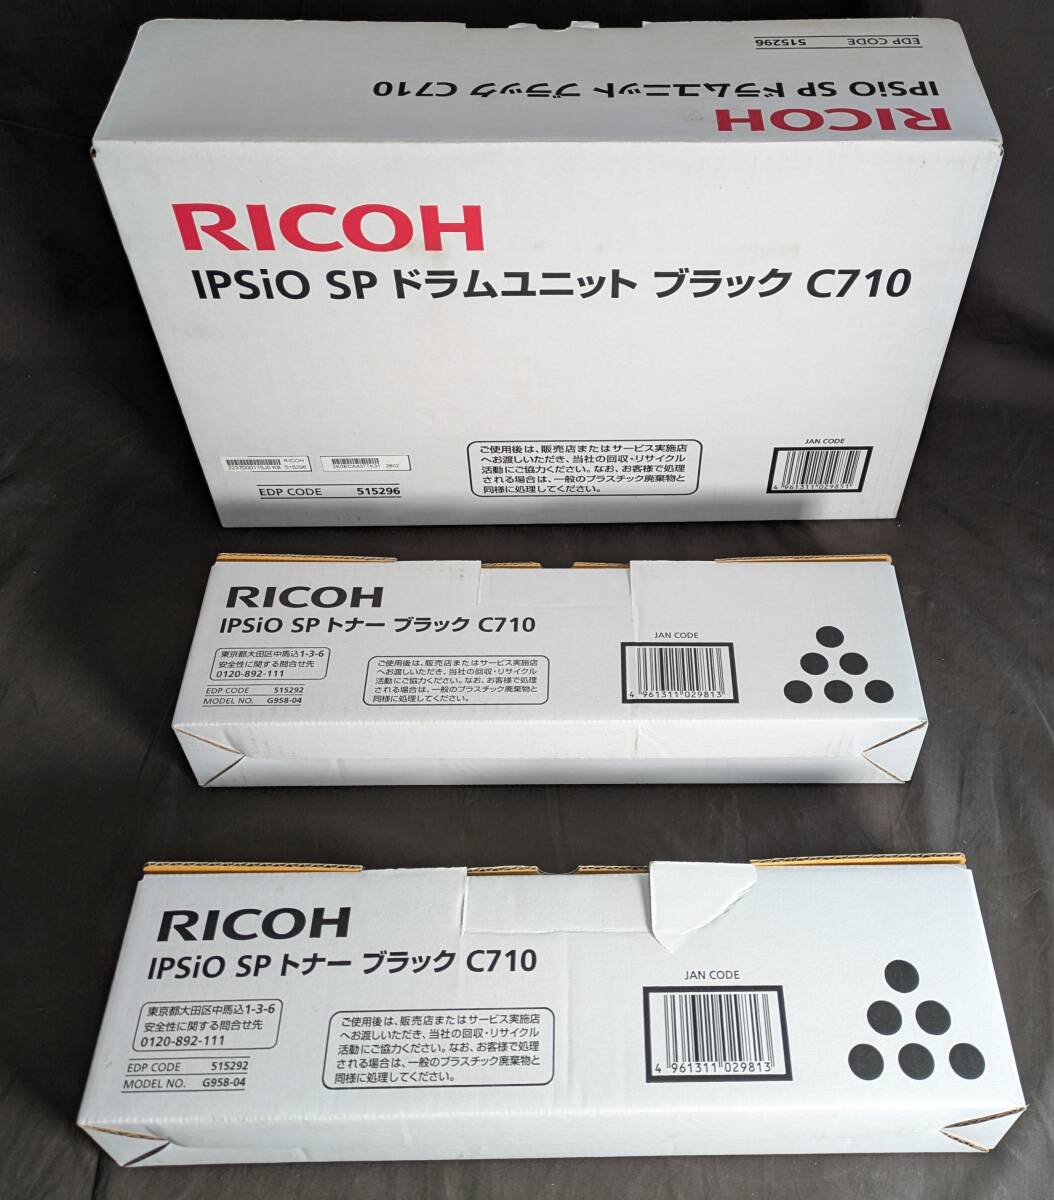 EDP CODE 515296
IPSiO SP ドラムユニット ブラック C710
RICOH
RICOH
IPSiO SP ドラムユニット ブラック C710
RICOH
515296
EDP CODE 515296
ご使用後は、販売店またはサービス実施店
へお渡しいただき、当社の回収・リサイクル
活動にご協力ください。なお、お客様で処理
される場合は、一般のプラスチック廃棄物と
同様に処理してください。
JAN CODE
4 961311 029831
RICOH
IPSiO SP トナー ブラック C710
東京都大田区中馬込1-3-6
安全性に関する問合せ先
0120-892-111
EDP CODE 515292
MODEL NO. G958-04
ご使用後は、販売店またはサービス実施店
へお渡しいただき、当社の回収・リサイクル
活動にご協力ください。なお、お客様で処理
される場合は、一般のプラスチック廃棄物と
同様に処理してください。
JAN CODE
4 961311 029813
RICOH
IPSiO SP トナー ブラック C710
東京都大田区中馬込1-3-6
安全性に関する問合せ先
0120-892-111
EDP CODE 515292
MODEL NO. G958-04
ご使用後は、販売店またはサービス実施店
へお渡しいただき、当社の回収・リサイクル
活動にご協力ください。なお、お客様で処理
される場合は、一般のプラスチック廃棄物と
同様に処理してください。
JAN CODE
4 961311 029813